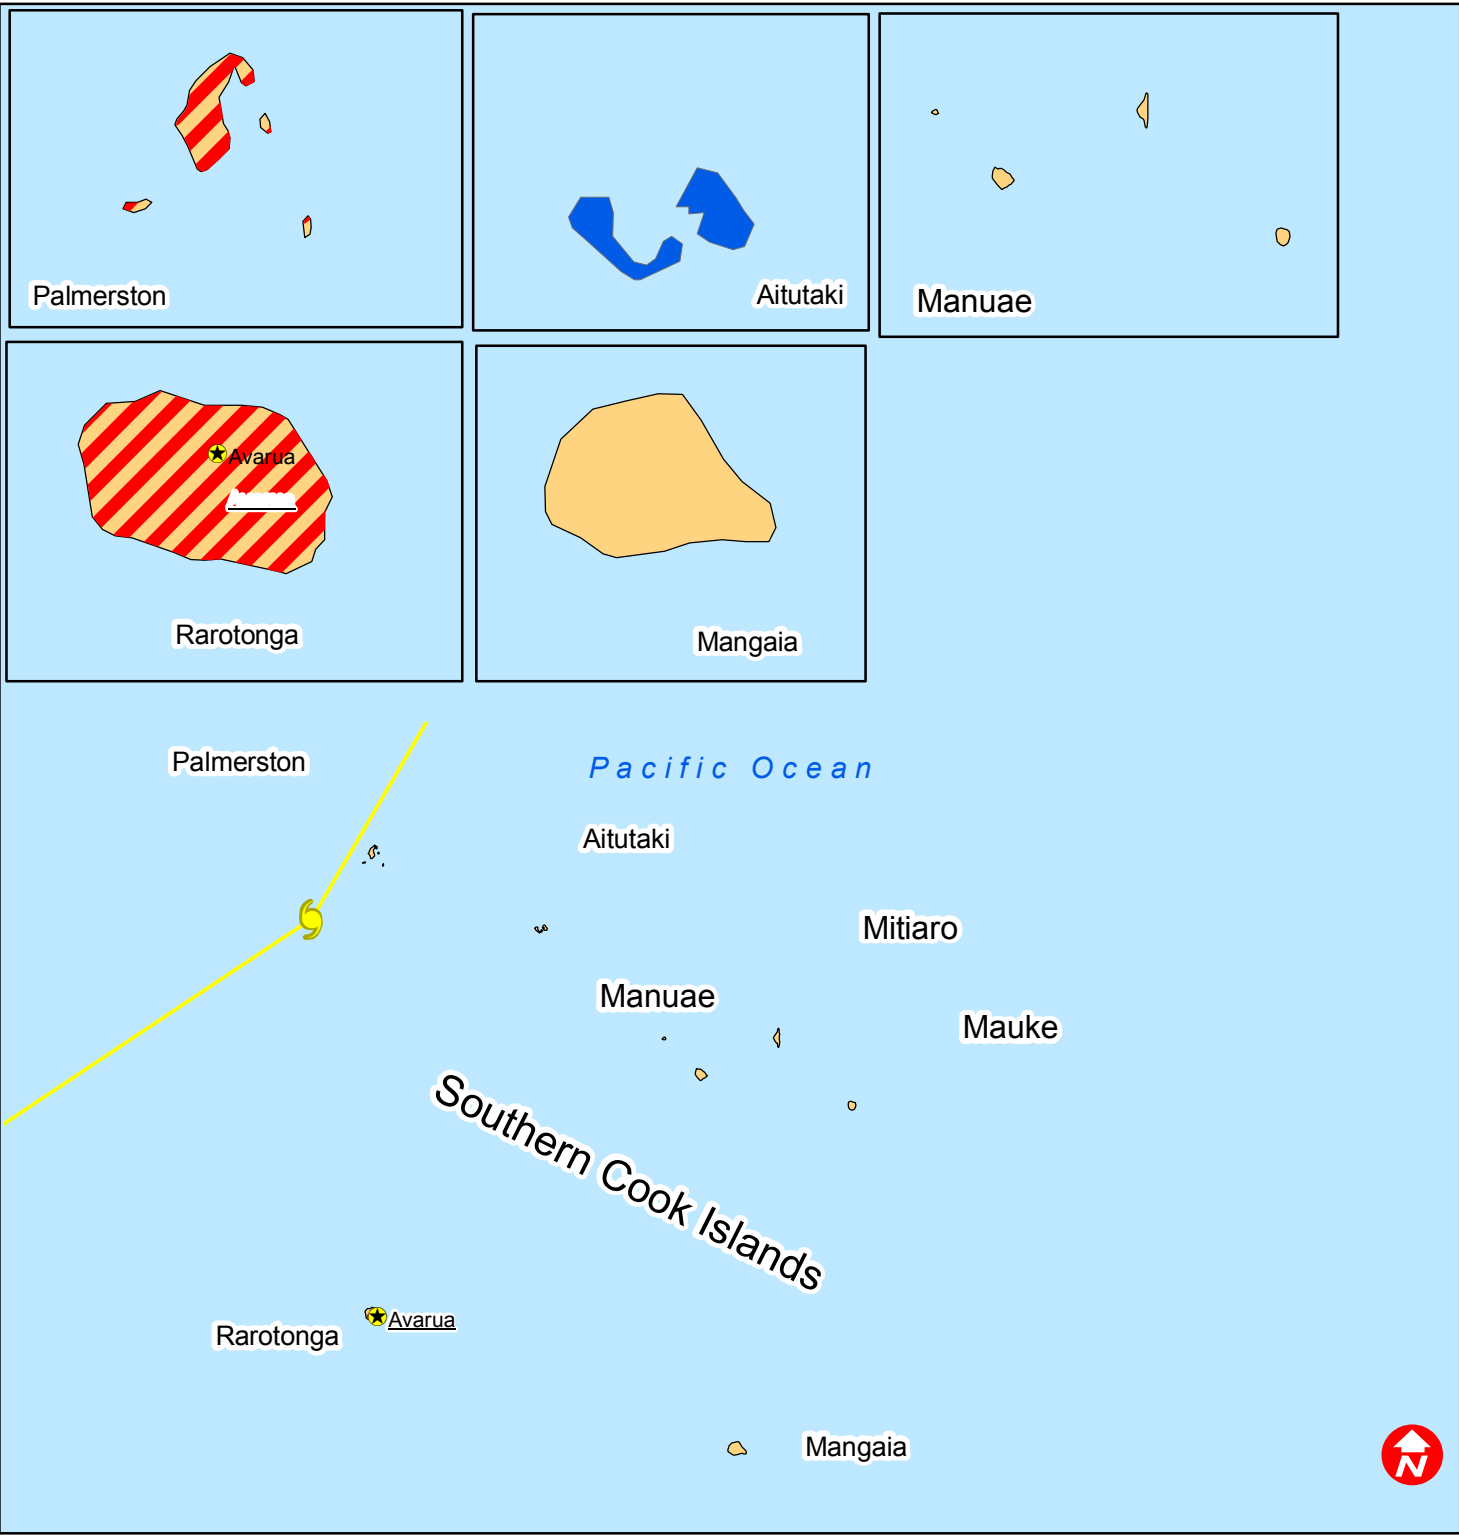 Palmerston
Aitutaki
Manuae
Avarua
Rarotonga
Mangaia
Palmerston
Pacific Ocean
Aitutaki
Mitiaro
Manuae
Mauke
Southern Cook Islands
Avarua
Rarotonga
Mangaia
N